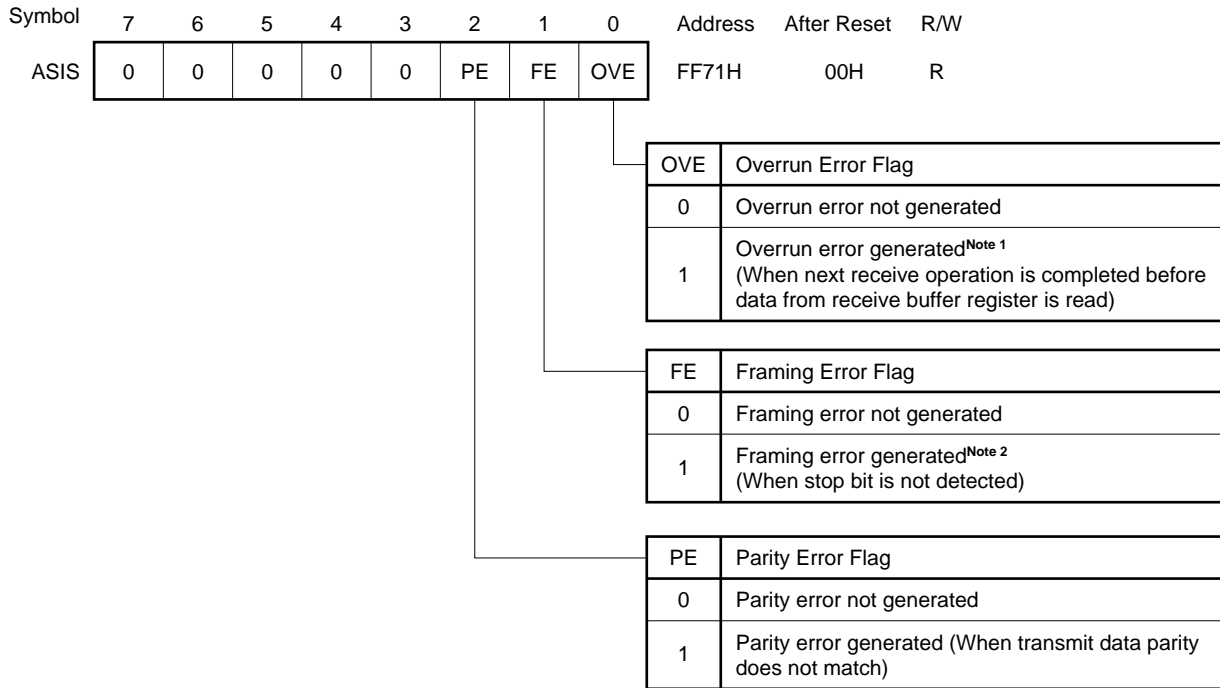 Symbol 7 6 5 4 3 2 1 0 Address After Reset R/W
ASIS 0 0 0 0 0 PE FE OVE FF71H 00H R
OVE Overrun Error Flag
0 Overrun error not generated
1 Overrun error generatedNote 1
(When next receive operation is completed before
data from receive buffer register is read)
FE Framing Error Flag
0 Framing error not generated
1 Framing error generatedNote 2
(When stop bit is not detected)
PE Parity Error Flag
0 Parity error not generated
1 Parity error generated (When transmit data parity
does not match)